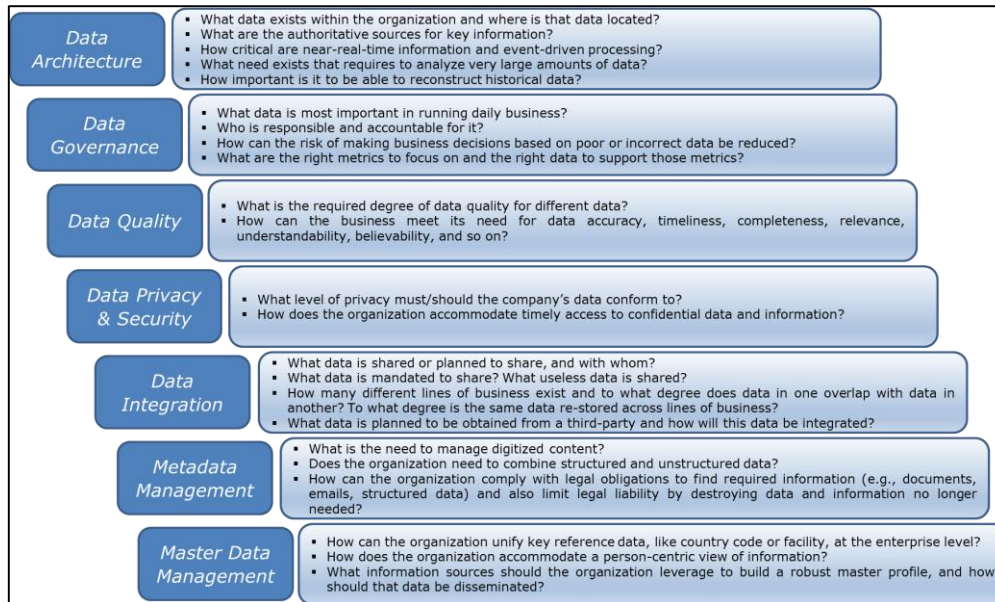 Data
Architecture
▪ What data exists within the organization and where is that data located?
▪ What are the authoritative sources for key information?
▪ How critical are near-real-time information and event-driven processing?
▪ What need exists that requires to analyze very large amounts of data?
▪ How important is it to be able to reconstruct historical data?
Data
Governance
▪ What data is most important in running daily business?
▪ Who is responsible and accountable for it?
▪ How can the risk of making business decisions based on poor or incorrect data be reduced?
▪ What are the right metrics to focus on and the right data to support those metrics?
Data Quality
▪ What is the required degree of data quality for different data?
▪ How can the business meet its need for data accuracy, timeliness, completeness, relevance,
understandability, believability, and so on?
Data Privacy
& Security
▪ What level of privacy must/should the company's data conform to?
▪ How does the organization accommodate timely access to confidential data and information?
Data
Integration
▪ What data is shared or planned to share, and with whom?
▪ What data is mandated to share? What useless data is shared?
▪ How many different lines of business exist and to what degree does data in one overlap with data in
another? To what degree is the same data re-stored across lines of business?
▪ What data is planned to be obtained from a third-party and how will this data be integrated?
Metadada
Management
▪ What is the need to manage digitized content?
▪ Does the organization need to combine structured and unstructured data?
▪ How can the organization comply with legal obligations to find required information (e.g., documents,
emails, structured data) and also limit legal liability by destroying data and information no longer
needed?
Master Data
Management
▪ How can the organization unify key reference data, like country code or facility, at the enterprise level?
▪ How does the organization accommodate a person-centric view of information?
▪ What information sources should the organization leverage to build a robust master profile, and how
should that data be disseminated?